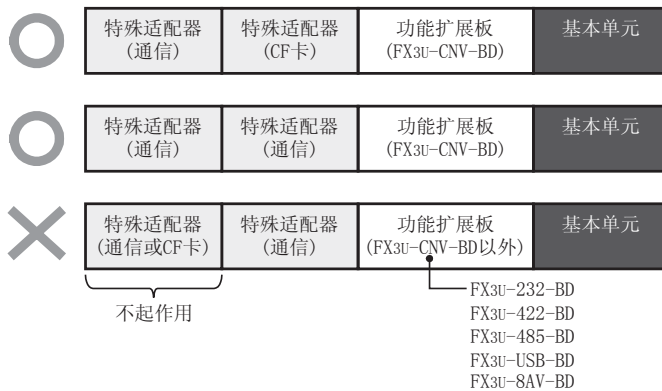 特殊适配器 特殊适配器 功能扩展板 基本单元
(通信) (CF卡) (FX3U-CNV-BD)
特殊适配器 特殊适配器 功能扩展板 基本单元
(通信) (通信) (FX3U-CNV-BD)
特殊适配器 特殊适配器 功能扩展板 基本单元
(通信或CF卡) (通信) (FX3U-CNV-BD以外)
不起作用
FX3U-232-BD
FX3U-422-BD
FX3U-485-BD
FX3U-USB-BD
FX3U-8AV-BD